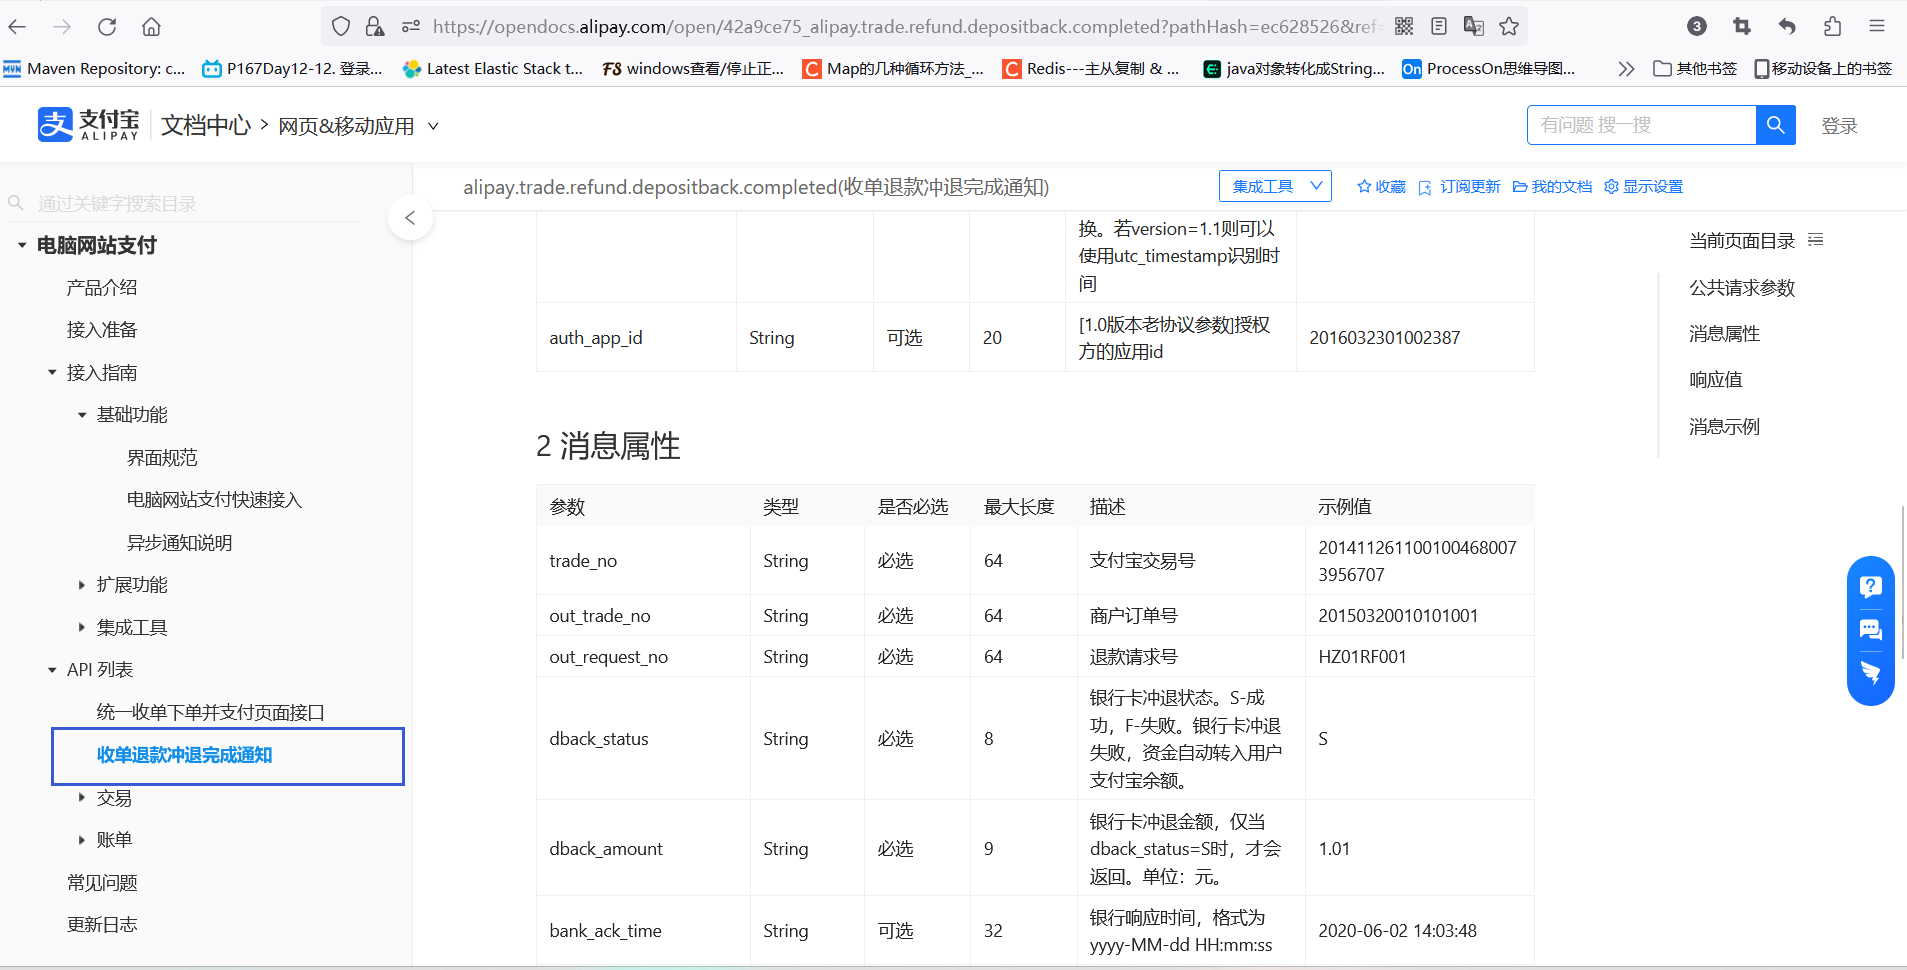 https://opendocs.alipay.com/open/42a9ce75_alipay.trade.refund.depositback.completed?pathHash=ec628526&ref=
3
Maven Repository: c...
P167Day12-12. 登录...
Latest Elastic Stack t...
windows查看/停止正...
Map的几种循环方法_...
Redis---主从复制 & ...
java对象转化成String...
On ProcessOn思维导图...
其他书签
移动设备上的书签
支付宝
ALIPAY
文档中心 > 网页&移动应用
有问题 搜一搜
登录
通过关键字搜索目录
电脑网站支付
产品介绍
接入准备
接入指南
基础功能
界面规范
电脑网站支付快速接入
异步通知说明
扩展功能
集成工具
API 列表
统一收单下单并支付页面接口
收单退款冲退完成通知
交易
账单
常见问题
更新日志
alipay.trade.refund.depositback.completed(收单退款冲退完成通知)
集成工具
收藏
订阅更新
我的文档
显示设置
换。若version=1.1则可以
使用utc_timestamp识别时
间
auth_app_id String 可选 20 [1.0版本老协议参数]授权
方的应用id
2016032301002387
2 消息属性
参数 类型 是否必选 最大长度 描述 示例值
trade_no String 必选 64 支付宝交易号 201411261100100468007
3956707
out_trade_no String 必选 64 商户订单号 20150320010101001
out_request_no String 必选 64 退款请求号 HZ01RF001
dback_status String 必选 8 银行卡冲退状态。S-成
功，F-失败。银行卡冲退
失败，资金自动转入用户
支付宝余额。
S
dback_amount String 必选 9 银行卡冲退金额，仅当
dback_status=S时，才会
返回。单位：元。
1.01
bank_ack_time String 可选 32 银行响应时间，格式为
yyyy-MM-dd HH:mm:ss
2020-06-02 14:03:48
当前页面目录
公共请求参数
消息属性
响应值
消息示例